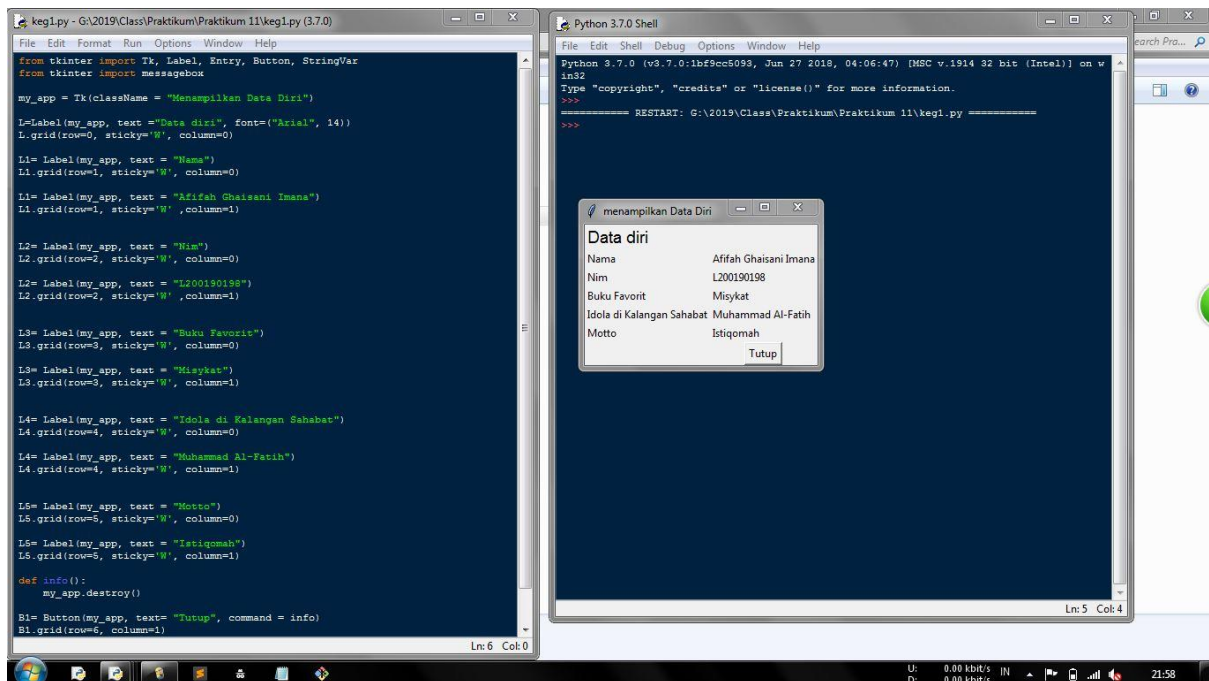 keg1.py - G:\2019\Class\Praktikum\Praktikum 11\keg1.py (3.7.0)
File Edit Format Run Options Window Help
from tkinter import Tk, Label, Entry, Button, StringVar
from tkinter import messagebox
my_app = Tk(className = "Menampilkan Data Diri")
L=Label(my_app, text ="Data diri", font=("Arial", 14))
L.grid(row=0, sticky='W', column=0)
L1= Label(my_app, text = "Nama")
L1.grid(row=1, sticky='W', column=0)
L1= Label(my_app, text = "Afifah Ghaisani Imana")
L1.grid(row=1, sticky='W' ,column=1)
L2= Label(my_app, text = "Nim")
L2.grid(row=2, sticky='W', column=0)
L2= Label(my_app, text = "L200190198")
L2.grid(row=2, sticky='W' ,column=1)
L3= Label(my_app, text = "Buku Favorit")
L3.grid(row=3, sticky='W', column=0)
L3= Label(my_app, text = "Misykat")
L3.grid(row=3, sticky='W', column=1)
L4= Label(my_app, text = "Idola di Kalangan Sahabat")
L4.grid(row=4, sticky='W', column=0)
L4= Label(my_app, text = "Muhammad Al-Fatih")
L4.grid(row=4, sticky='W', column=1)
L5= Label(my_app, text = "Motto")
L5.grid(row=5, sticky='W', column=0)
L5= Label(my_app, text = "Istiqomah")
L5.grid(row=5, sticky='W', column=1)
def info():
my_app.destroy()
B1= Button(my_app, text= "Tutup", command = info)
B1.grid(row=6, column=1)
Ln: 6 Col: 0
Python 3.7.0 Shell
File Edit Shell Debug Options Window Help
Python 3.7.0 (v3.7.0:1bf9cc5093, Jun 27 2018, 04:06:47) [MSC v.1914 32 bit (Intel)] on w
in32
Type "copyright", "credits" or "license()" for more information.
>>>
=========== RESTART: G:\2019\Class\Praktikum\Praktikum 11\keg1.py ===========
>>>
menampilkan Data Diri
Data diri
Nama Afifah Ghaisani Imana
Nim L200190198
Buku Favorit Misykat
Idola di Kalangan Sahabat Muhammad Al-Fatih
Motto Istiqomah
Tutup
Ln: 5 Col: 4
earch Pra...
U: 0.00 kbit/s
D: 0.00 kbit/s
IN
21:58